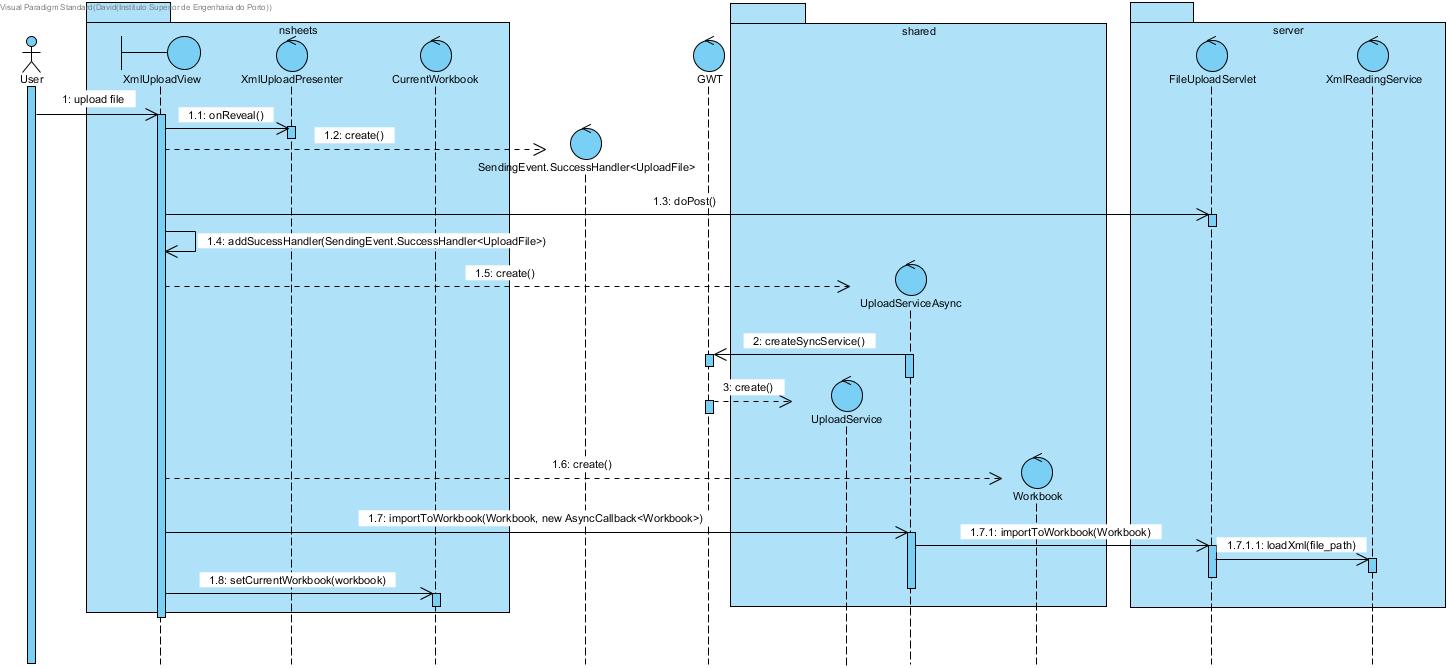 Visual Paradigm Standard(David(Instituto Superior de Engenharia do Porto))
nsheets
shared
server
User
XmlUploadView
XmlUploadPresenter
CurrentWorkbook
GWT
FileUploadServlet
XmlReadingService
1: upload file
1.1: onReveal()
1.2: create()
SendingEvent.SuccessHandler<UploadFile>
1.3: doPost()
1.4: addSucessHandler(SendingEvent.SuccessHandler<UploadFile>)
1.5: create()
UploadServiceAsync
2: createSyncService()
3: create()
UploadService
1.6: create()
Workbook
1.7: importToWorkbook(Workbook, new AsyncCallback<Workbook>)
1.7.1: importToWorkbook(Workbook)
1.7.1.1: loadXml(file_path)
1.8: setCurrentWorkbook(workbook)